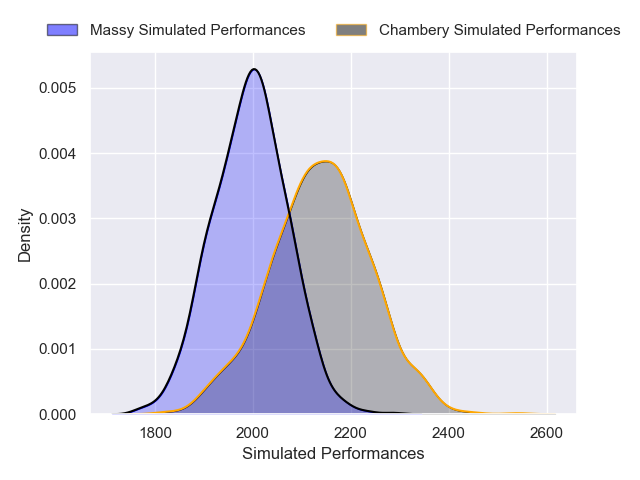 Massy Simulated Performances Chambery Simulated Performances
0.005
0.004
0.003
0.002
0.001
0.000
Density
1800 2000 2200 2400 2600
Simulated Performances